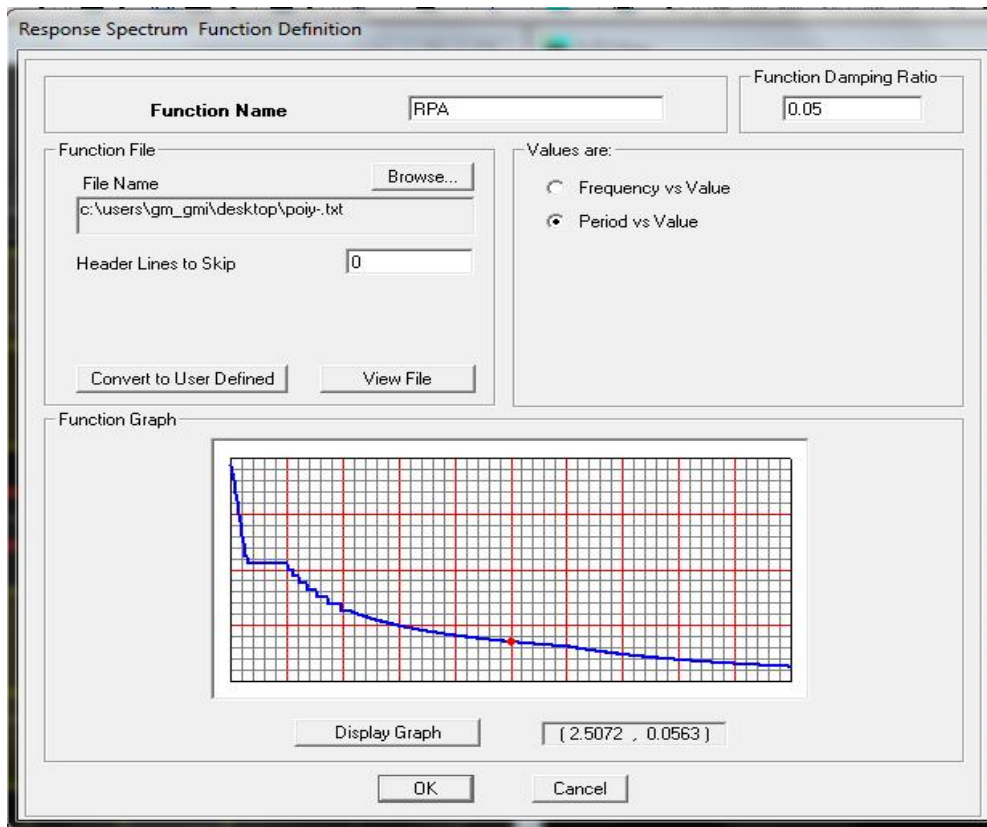 Response Spectrum Function Definition
Function Damping Ratio
Function Name
RPA
0.05
Function File
Values are:
File Name
Browse...
Frequency vs Value
c:\users\gm_gmi\desktop\poiy-.txt
Period vs Value
Header Lines to Skip
0
Convert to User Defined
View File
Function Graph
Display Graph
(2.5072 , 0.0563)
OK
Cancel